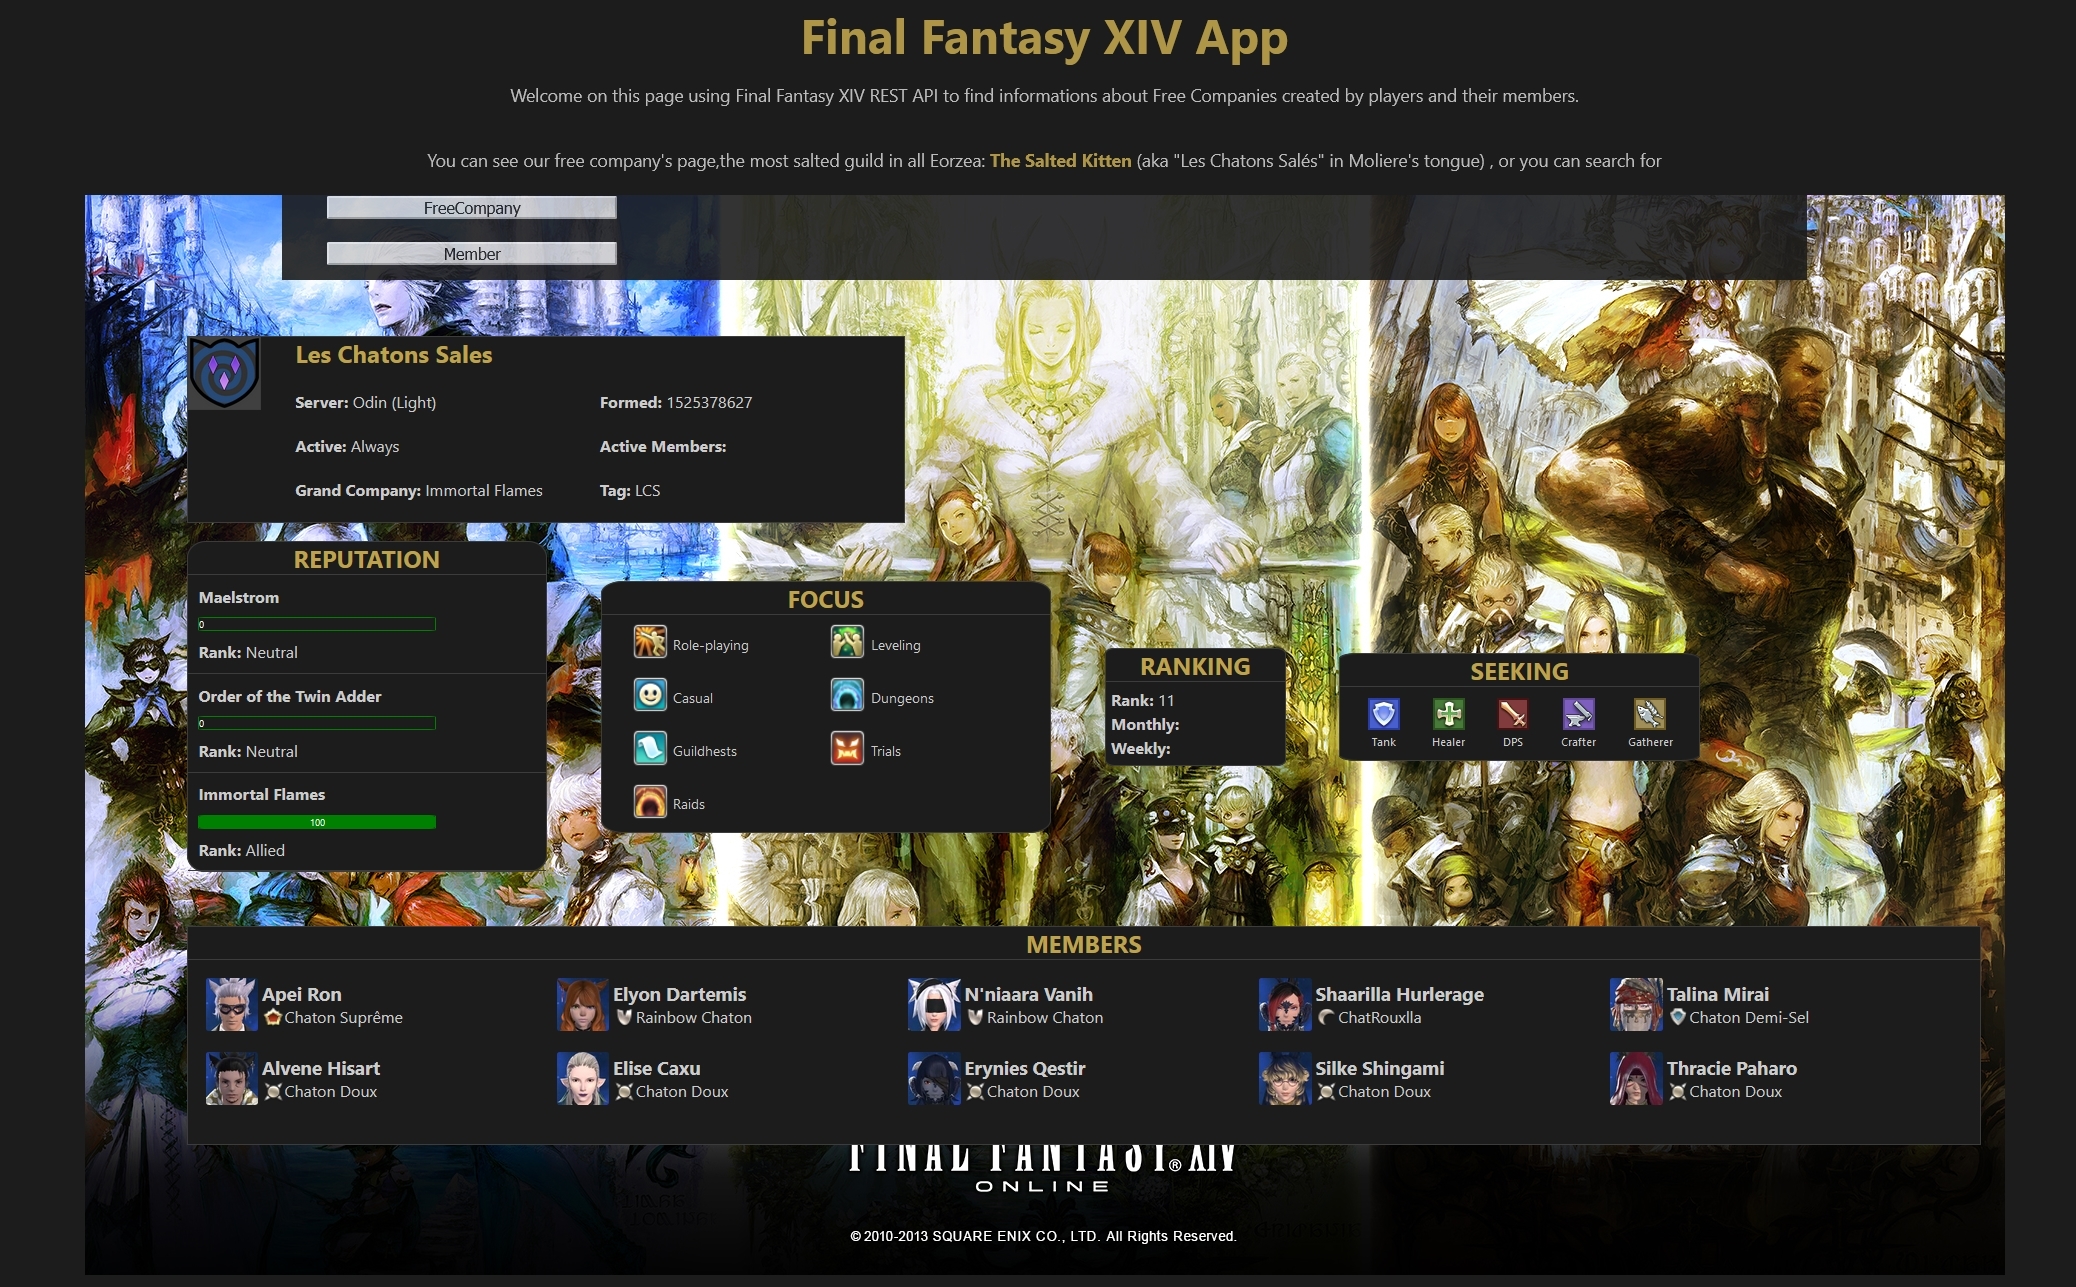 Final Fantasy XIV App
Welcome on this page using Final Fantasy XIV REST API to find informations about Free Companies created by players and their members.
You can see our free company's page,the most salted guild in all Eorzea: The Salted Kitten (aka "Les Chatons Salés" in Moliere's tongue) , or you can search for
FreeCompany
Member
Les Chatons Sales
Server: Odin (Light) Formed: 1525378627
Active: Always Active Members:
Grand Company: Immortal Flames Tag: LCS
REPUTATION
Maelstrom
0
Rank: Neutral
Order of the Twin Adder
0
Rank: Neutral
Immortal Flames
100
Rank: Allied
FOCUS
Role-playing Leveling
Casual Dungeons
Guildhests Trials
Raids
RANKING
Rank: 11
Monthly:
Weekly:
SEEKING
Tank Healer DPS Crafter Gatherer
MEMBERS
Apei Ron Elyon Dartemis N'niaara Vanih Shaarilla Hurlerage Talina Mirai
Chaton Suprême Rainbow Chaton Rainbow Chaton ChatRouxlla Chaton Demi-Sel
Alvene Hisart Elise Caxu Erynies Qestir Silke Shingami Thracie Paharo
Chaton Doux Chaton Doux Chaton Doux Chaton Doux Chaton Doux
FINAL FANTASY® XIV
ONLINE
© 2010-2013 SQUARE ENIX CO., LTD. All Rights Reserved.